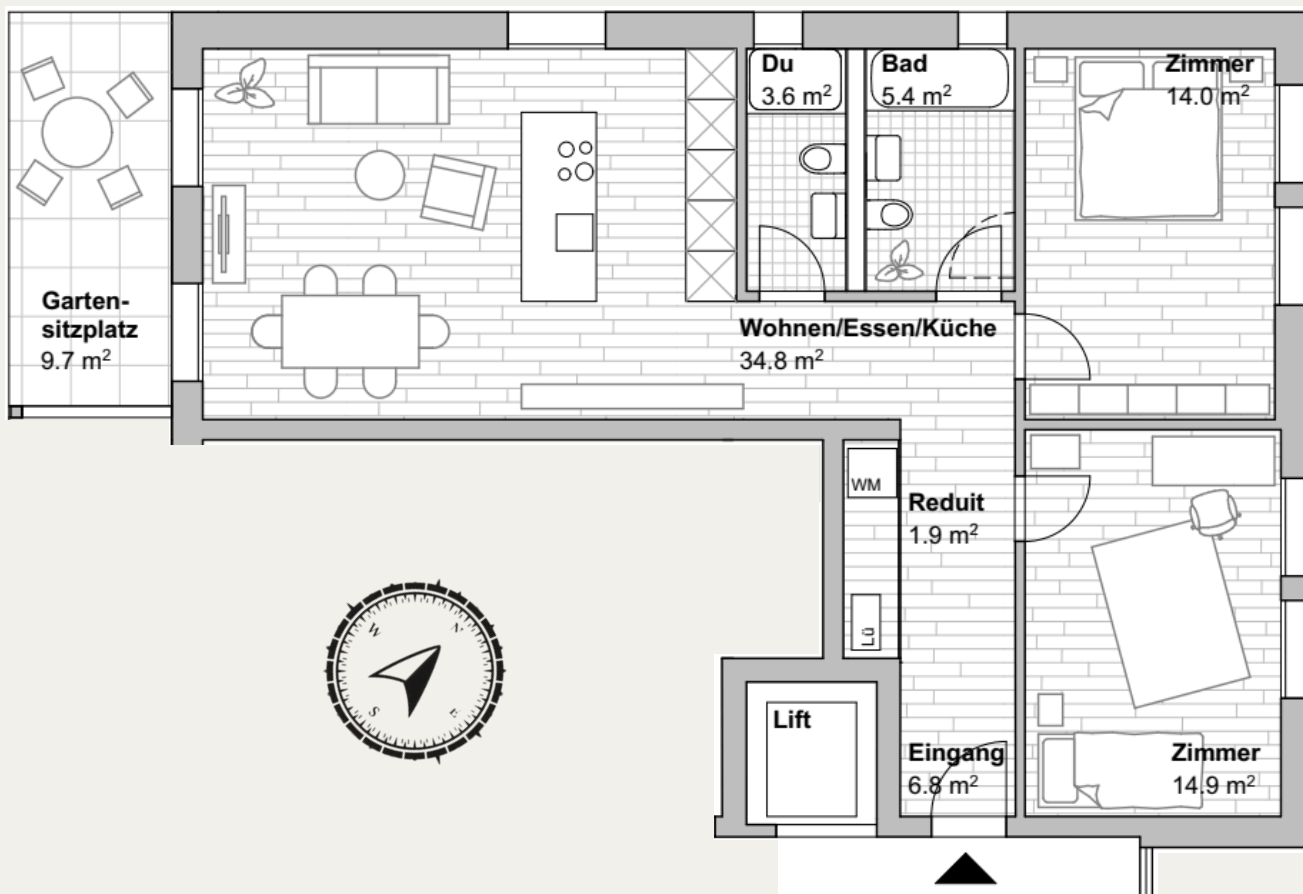 Du
3.6 m²
Bad
5.4 m²
Zimmer
14.0 m²
Garten-
sitzplatz
9.7 m²
Wohnen/Essen/Küche
34.8 m²
WM
Reduit
1.9 m²
Lü
W
N
S
E
Lift
Eingang
6.8 m²
Zimmer
14.9 m²